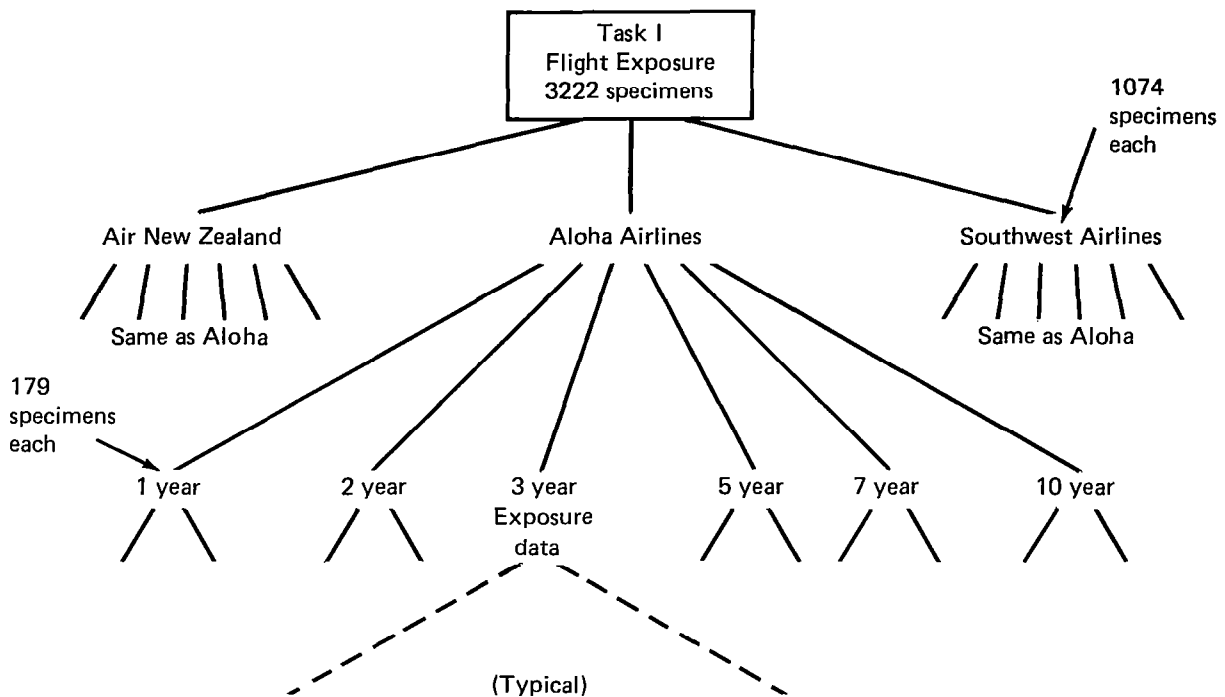 Task I
Flight Exposure
3222 specimens
1074
specimens
each
Air New Zealand
Aloha Airlines
Southwest Airlines
Same as Aloha
Same as Aloha
179
specimens
each
1 year
2 year
3 year
Exposure
data
5 year
7 year
10 year
(Typical)